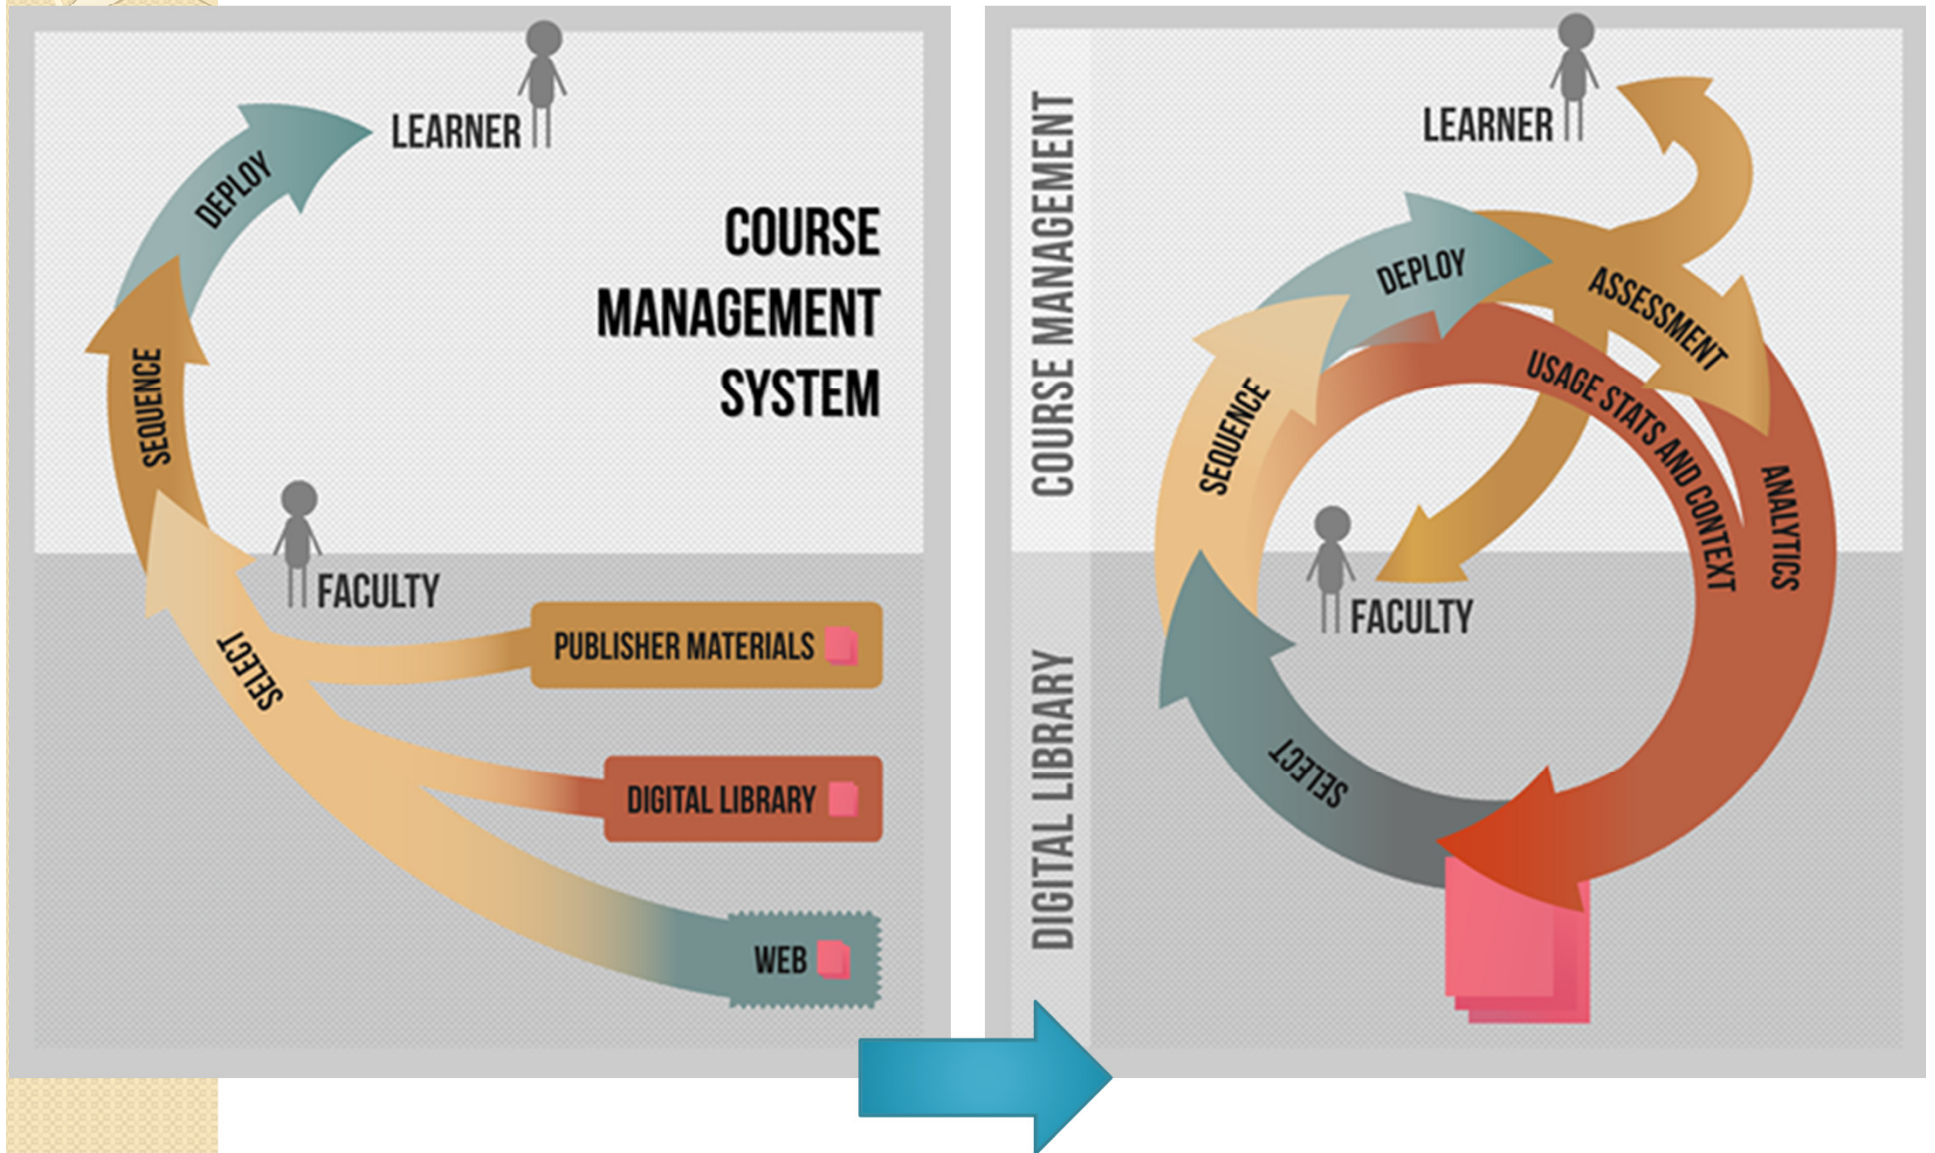 LEARNER
DEPLOY
COURSE
MANAGEMENT
SYSTEM
SEQUENCE
FACULTY
SELECT
PUBLISHER MATERIALS
DIGITAL LIBRARY
WEB
COURSE MANAGEMENT
DIGITAL LIBRARY
LEARNER
DEPLOY
ASSESSMENT
USAGE STATS AND CONTEXT
SEQUENCE
ANALYTICS
FACULTY
SELECT